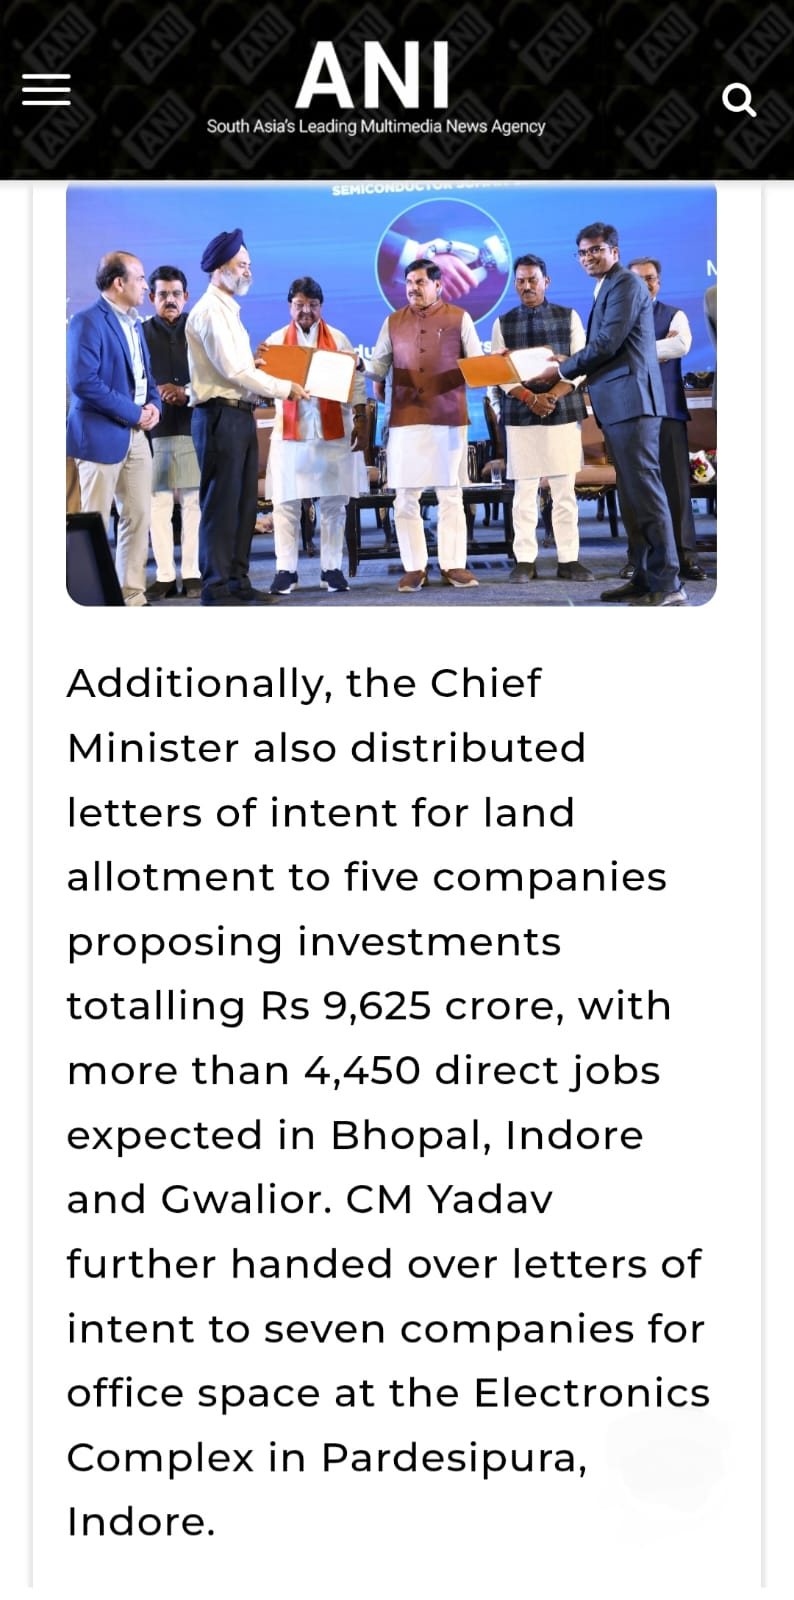 ANI
South Asia's Leading Multimedia News Agency
SEMICONDUCTOR
N
du
s
Additionally, the Chief
Minister also distributed
letters of intent for land
allotment to five companies
proposing investments
totalling Rs 9,625 crore, with
more than 4,450 direct jobs
expected in Bhopal, Indore
and Gwalior. CM Yadav
further handed over letters of
intent to seven companies for
office space at the Electronics
Complex in Pardesipura,
Indore.